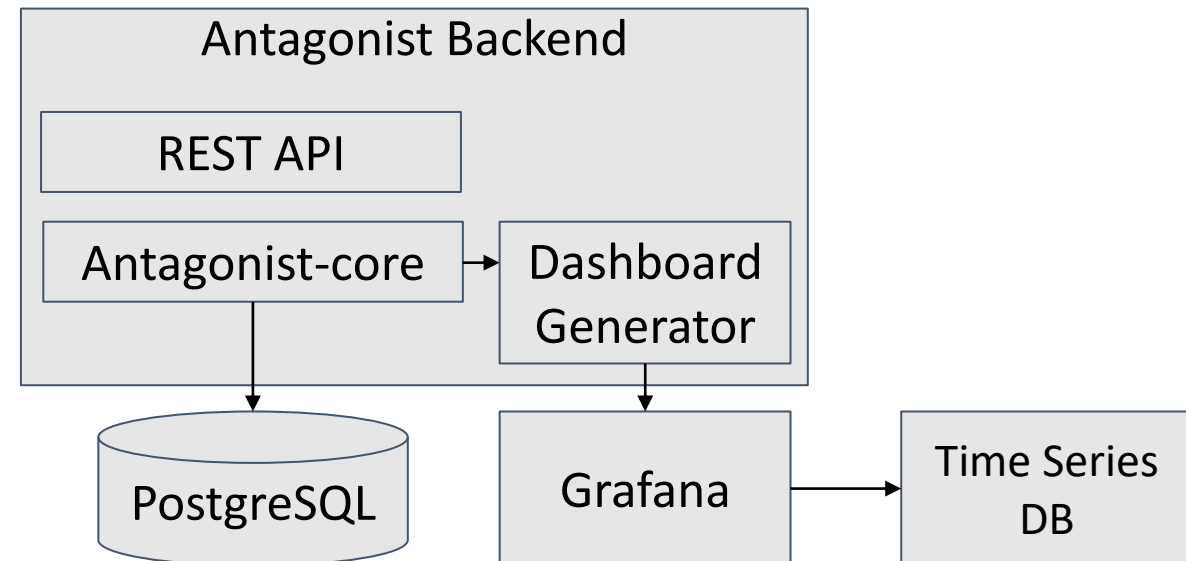 Antagonist Backend
REST API
Antagonist-core
Dashboard
Generator
PostgreSQL
Grafana
Time Series
DB